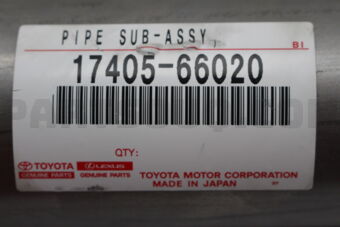 PIPE SUB-ASSY,
BI
17405-66020
QTY:
TOYOTA LEXUS
GENUINE PARTS GENUINE PARTS
TOYOTA MOTOR CORPORATION
MADE IN JAPAN